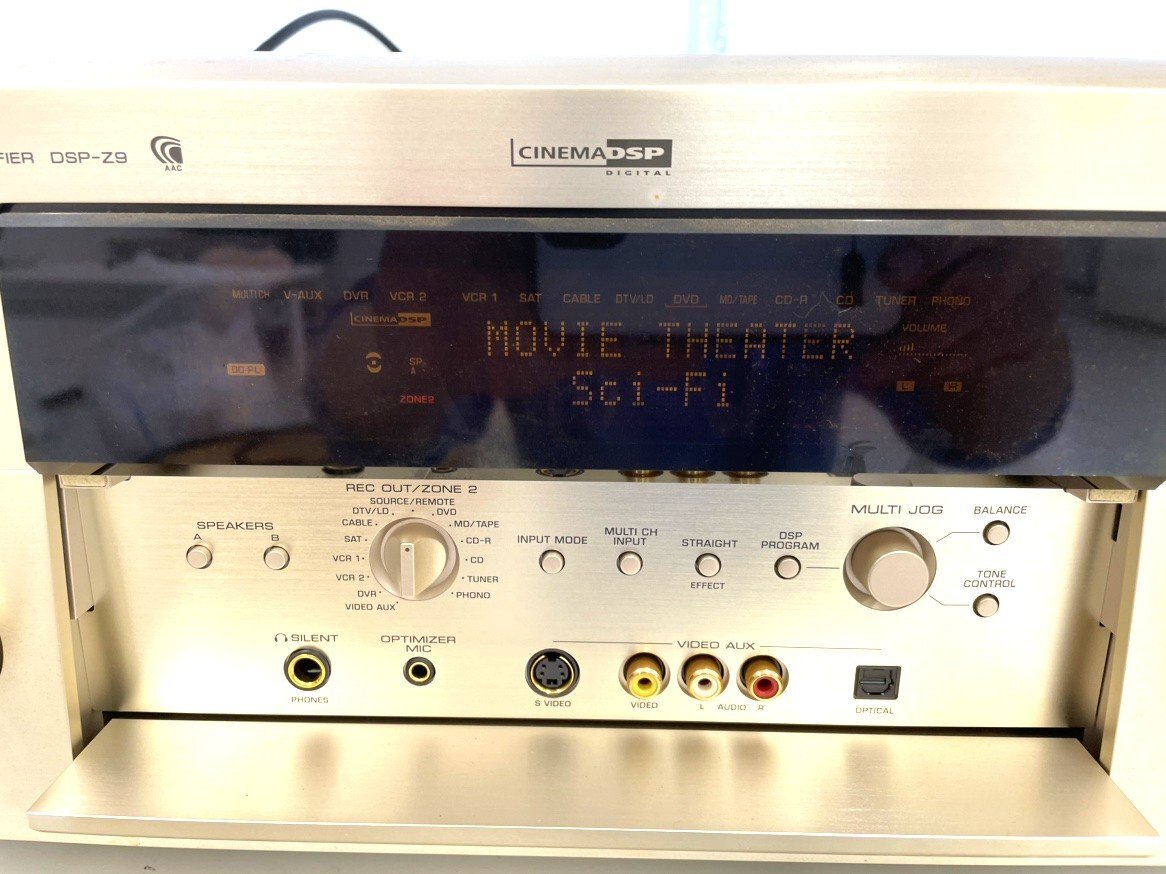 FIER DSP-Z9
AAC
CINEMA DSP
DIGITAL
MULTI CH V-AUX DVR VCR 2 VCR 1 SAT CABLE DTV/LD DVD MD/TAPE CD-R CD TUNER PHONO
CINEMA DSP
VOLUME
MOVIE THEATER
SP
A
DD PL
Sci-Fi
L R
ZONE2
REC OUT/ZONE 2
SOURCE/REMOTE
DTV/LD DVD
CABLE MD/TAPE
SAT CD-R
VCR 1 CD
VCR 2 TUNER
DVR PHONO
VIDEO AUX
SPEAKERS
A B
INPUT MODE
MULTI CH
INPUT
STRAIGHT
EFFECT
DSP
PROGRAM
MULTI JOG
BALANCE
TONE
CONTROL
SILENT
PHONES
OPTIMIZER
MIC
VIDEO AUX
S VIDEO
VIDEO
L AUDIO R
OPTICAL